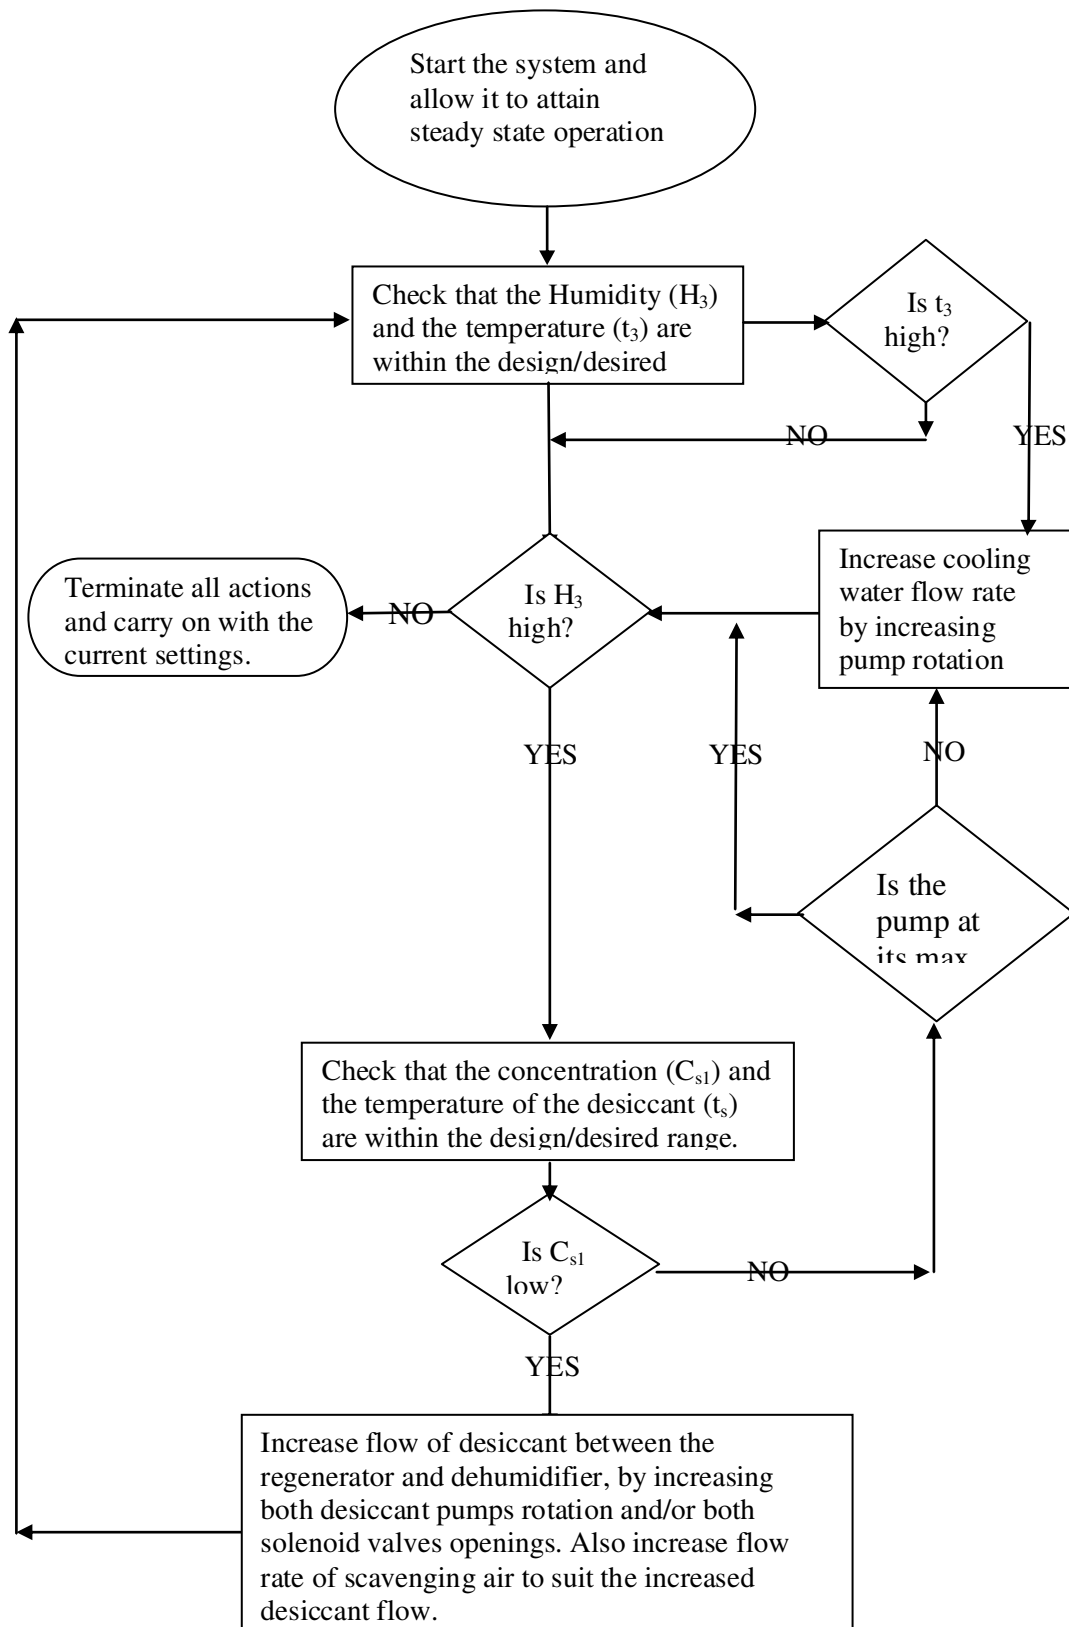 Start the system and
allow it to attain
steady state operation
Check that the Humidity (H₃)
and the temperature (t₃) are
within the design/desired
Is t₃
high?
NO
YES
Increase cooling
water flow rate
by increasing
pump rotation
Is H₃
high?
NO
Terminate all actions
and carry on with the
current settings.
YES
YES
NO
Is the
pump at
its max
Check that the concentration (Cₛ₁) and
the temperature of the desiccant (tₛ)
are within the design/desired range.
Is Cₛ₁
low?
NO
YES
Increase flow of desiccant between the
regenerator and dehumidifier, by increasing
both desiccant pumps rotation and/or both
solenoid valves openings. Also increase flow
rate of scavenging air to suit the increased
desiccant flow.